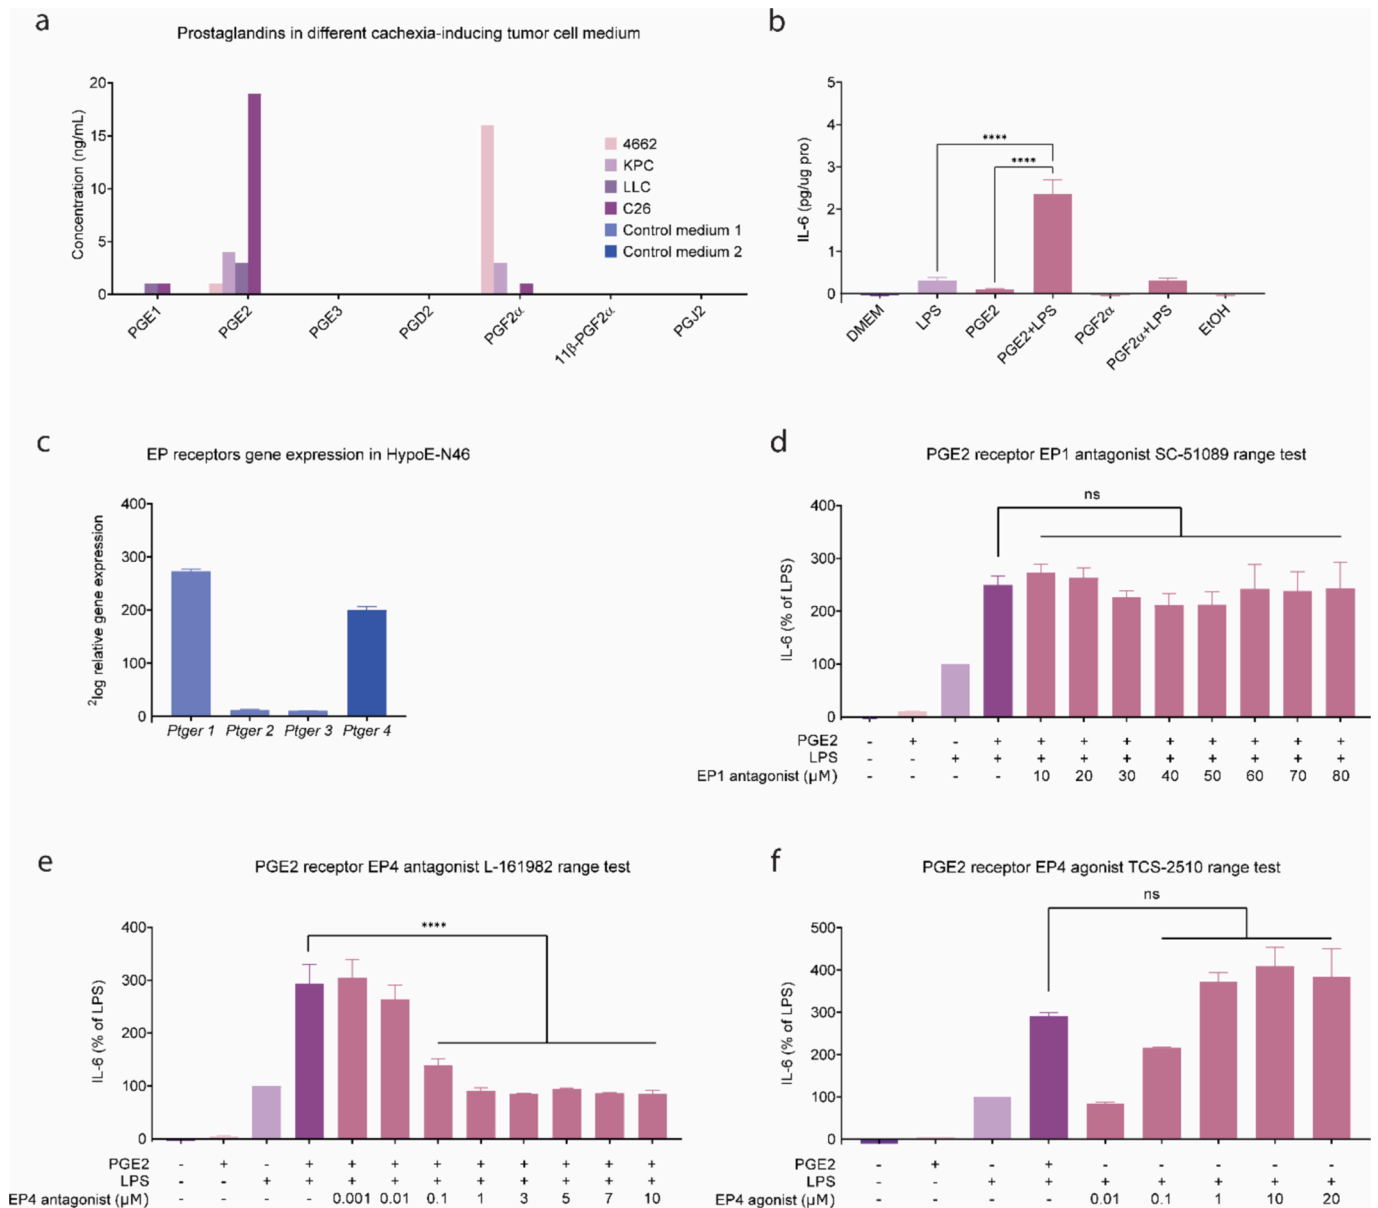 a
Prostaglandins in different cachexia-inducing tumor cell medium
Concentration (ng/mL)
20
15
10
5
0
4662
KPC
LLC
C26
Control medium 1
Control medium 2
PGE1
PGE2
PGE3
PGD2
PGF2α
11β-PGF2α
PGJ2
b
IL-6 (pg/ug pro)
5
4
3
2
1
0
****
****
DMEM
LPS
PGE2
PGE2+LPS
PGF2α
PGF2α+LPS
EtOH
c
EP receptors gene expression in HypoE-N46
2log relative gene expression
400
300
200
100
0
Ptger 1 Ptger 2 Ptger 3 Ptger 4
d
PGE2 receptor EP1 antagonist SC-51089 range test
ns
IL-6 (% of LPS)
400
300
200
100
0
PGE2 - + - + + + + + + + + +
LPS - - + + + + + + + + + +
EP1 antagonist (µM) - - - - 10 20 30 40 50 60 70 80
e
PGE2 receptor EP4 antagonist L-161982 range test
****
IL-6 (% of LPS)
400
300
200
100
0
PGE2 - + - + + + + + + + + +
LPS - - + + + + + + + + + +
EP4 antagonist (µM) - - - - 0.001 0.01 0.1 1 3 5 7 10
f
PGE2 receptor EP4 agonist TCS-2510 range test
ns
IL-6 (% of LPS)
500
400
300
200
100
0
PGE2 - + - + - - - - -
LPS - - + + + + + + +
EP4 agonist (µM) - - - - 0.01 0.1 1 10 20